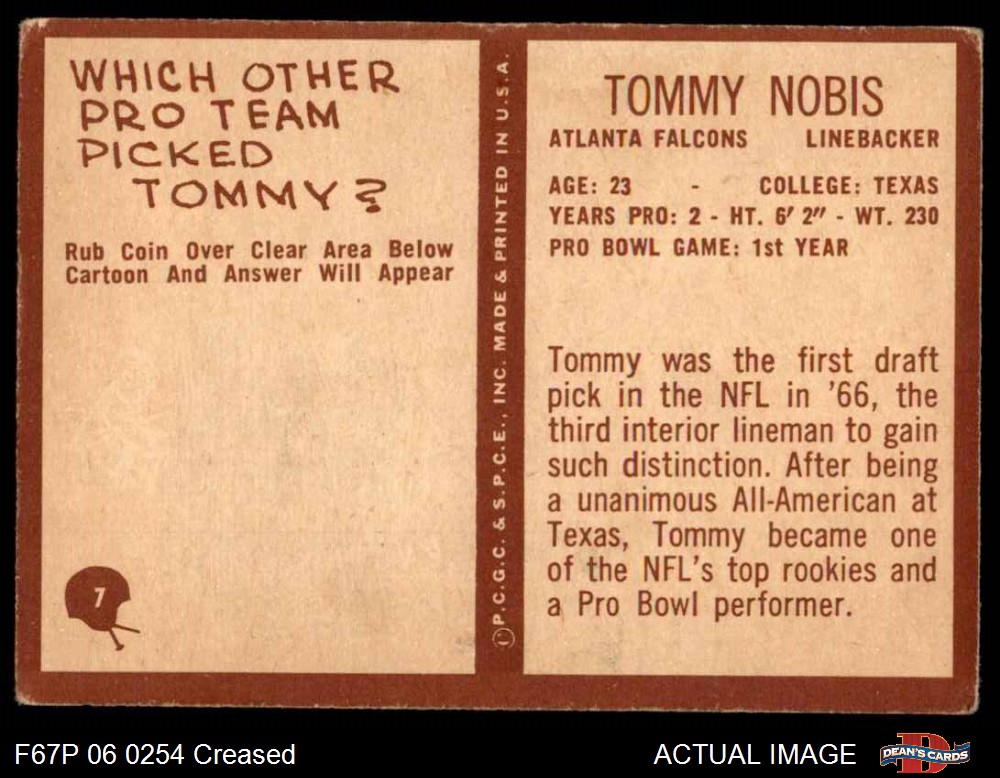 WHICH OTHER
PRO TEAM
PICKED
TOMMY?
Rub Coin Over Clear Area Below
Cartoon And Answer Will Appear
7
Ⓒ P.C.G.C. & S.P.C.E., INC. MADE & PRINTED IN U.S.A.
TOMMY NOBIS
ATLANTA FALCONS LINEBACKER
AGE: 23 - COLLEGE: TEXAS
YEARS PRO: 2 - HT. 6' 2" - WT. 230
PRO BOWL GAME: 1st YEAR
Tommy was the first draft
pick in the NFL in '66, the
third interior lineman to gain
such distinction. After being
a unanimous All-American at
Texas, Tommy became one
of the NFL's top rookies and
a Pro Bowl performer.
F67P 06 0254 Creased
ACTUAL IMAGE
DEAN'S CARDS